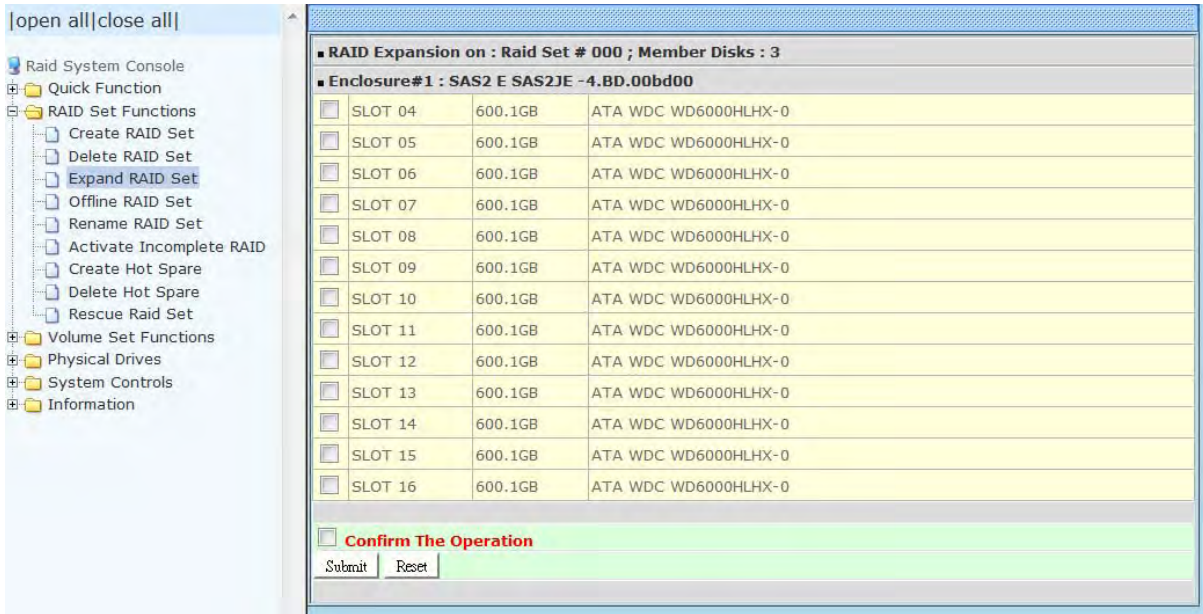 |open all|close all|
Raid System Console
Quick Function
RAID Set Functions
Create RAID Set
Delete RAID Set
Expand RAID Set
Offline RAID Set
Rename RAID Set
Activate Incomplete RAID
Create Hot Spare
Delete Hot Spare
Rescue Raid Set
Volume Set Functions
Physical Drives
System Controls
Information
RAID Expansion on : Raid Set # 000 ; Member Disks : 3
Enclosure#1 : SAS2 E SAS2JE -4.BD.00bd00
SLOT 04 600.1GB ATA WDC WD6000HLHX-0
SLOT 05 600.1GB ATA WDC WD6000HLHX-0
SLOT 06 600.1GB ATA WDC WD6000HLHX-0
SLOT 07 600.1GB ATA WDC WD6000HLHX-0
SLOT 08 600.1GB ATA WDC WD6000HLHX-0
SLOT 09 600.1GB ATA WDC WD6000HLHX-0
SLOT 10 600.1GB ATA WDC WD6000HLHX-0
SLOT 11 600.1GB ATA WDC WD6000HLHX-0
SLOT 12 600.1GB ATA WDC WD6000HLHX-0
SLOT 13 600.1GB ATA WDC WD6000HLHX-0
SLOT 14 600.1GB ATA WDC WD6000HLHX-0
SLOT 15 600.1GB ATA WDC WD6000HLHX-0
SLOT 16 600.1GB ATA WDC WD6000HLHX-0
Confirm The Operation
Submit Reset